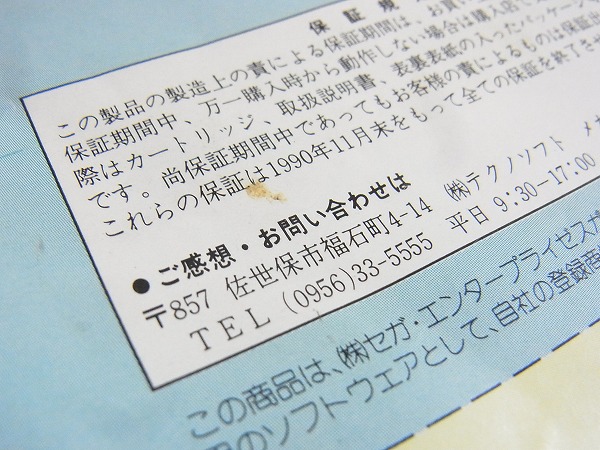 保証規
この製品の製造上の責による保証期間は、お買
保証期間中、万一購入時から動作しない場合は購入店で
際はカートリッジ、取扱説明書、表裏表紙の入ったパッケージ
です。尚保証期間中であってもお客様の責によるものは保証出
これらの保証は1990年11月末をもって全ての保証を終了さ
●ご感想・お問い合わせは
〒857 佐世保市福石町4-14 ㈱テクノソフト メガ
TEL (0956)33-5555 平日 9:30-17:00
この商品は、㈱セガ・エンタープライゼスが
用のソフトウエアとして、自社の登録商